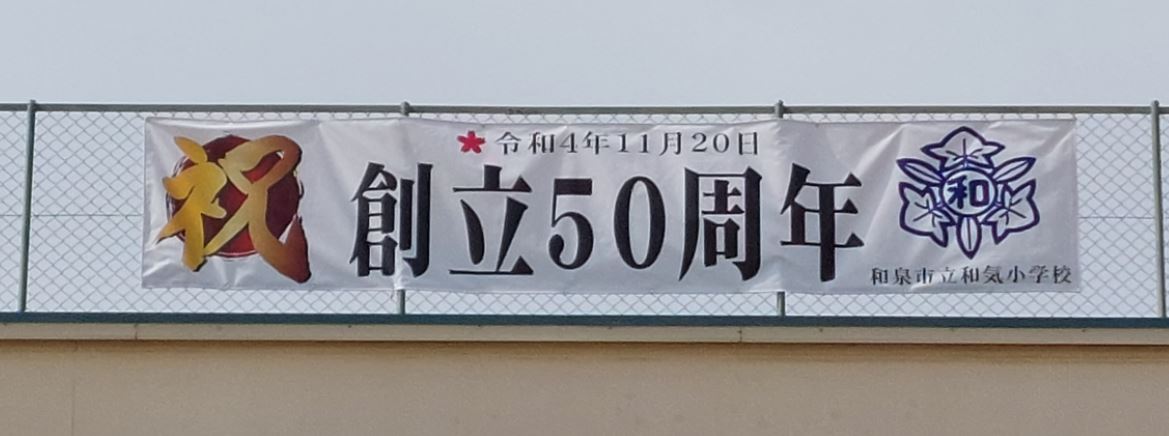 祝
令和4年11月20日
創立50周年
和
和泉市立和気小学校